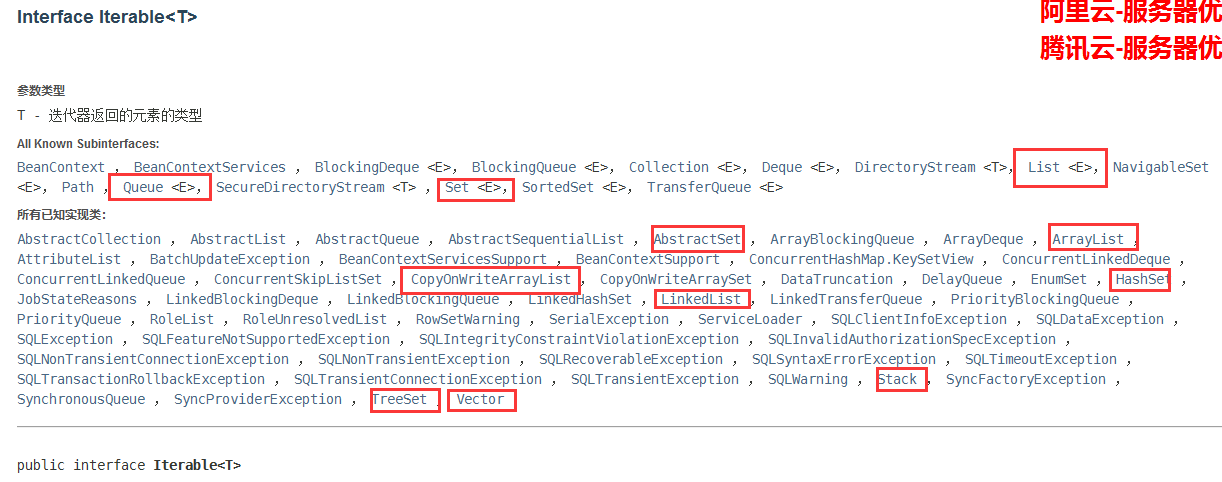 Interface Iterable<T>
阿里云-服务器优
腾讯云-服务器优
参数类型
T - 迭代器返回的元素的类型
All Known Subinterfaces:
BeanContext , BeanContextServices , BlockingDeque <E>, BlockingQueue <E>, Collection <E>, Deque <E>, DirectoryStream <T>, List <E>, NavigableSet
<E>, Path , Queue <E>, SecureDirectoryStream <T> , Set <E>, SortedSet <E>, TransferQueue <E>
所有已知实现类:
AbstractCollection , AbstractList , AbstractQueue , AbstractSequentialList , AbstractSet , ArrayBlockingQueue , ArrayDeque , ArrayList ,
AttributeList , BatchUpdateException , BeanContextServicesSupport , BeanContextSupport , ConcurrentHashMap.KeySetView , ConcurrentLinkedDeque ,
ConcurrentLinkedQueue , ConcurrentSkipListSet , CopyOnWriteArrayList , CopyOnWriteArraySet , DataTruncation , DelayQueue , EnumSet , HashSet ,
JobStateReasons , LinkedBlockingDeque , LinkedBlockingQueue , LinkedHashSet , LinkedList , LinkedTransferQueue , PriorityBlockingQueue ,
PriorityQueue , RoleList , RoleUnresolvedList , RowSetWarning , SerialException , ServiceLoader , SQLClientInfoException , SQLDataException ,
SQLException , SQLFeatureNotSupportedException , SQLIntegrityConstraintViolationException , SQLInvalidAuthorizationSpecException ,
SQLNonTransientConnectionException , SQLNonTransientException , SQLRecoverableException , SQLSyntaxErrorException , SQLTimeoutException ,
SQLTransactionRollbackException , SQLTransientConnectionException , SQLTransientException , SQLWarning , Stack , SyncFactoryException ,
SynchronousQueue , SyncProviderException , TreeSet , Vector
public interface Iterable<T>